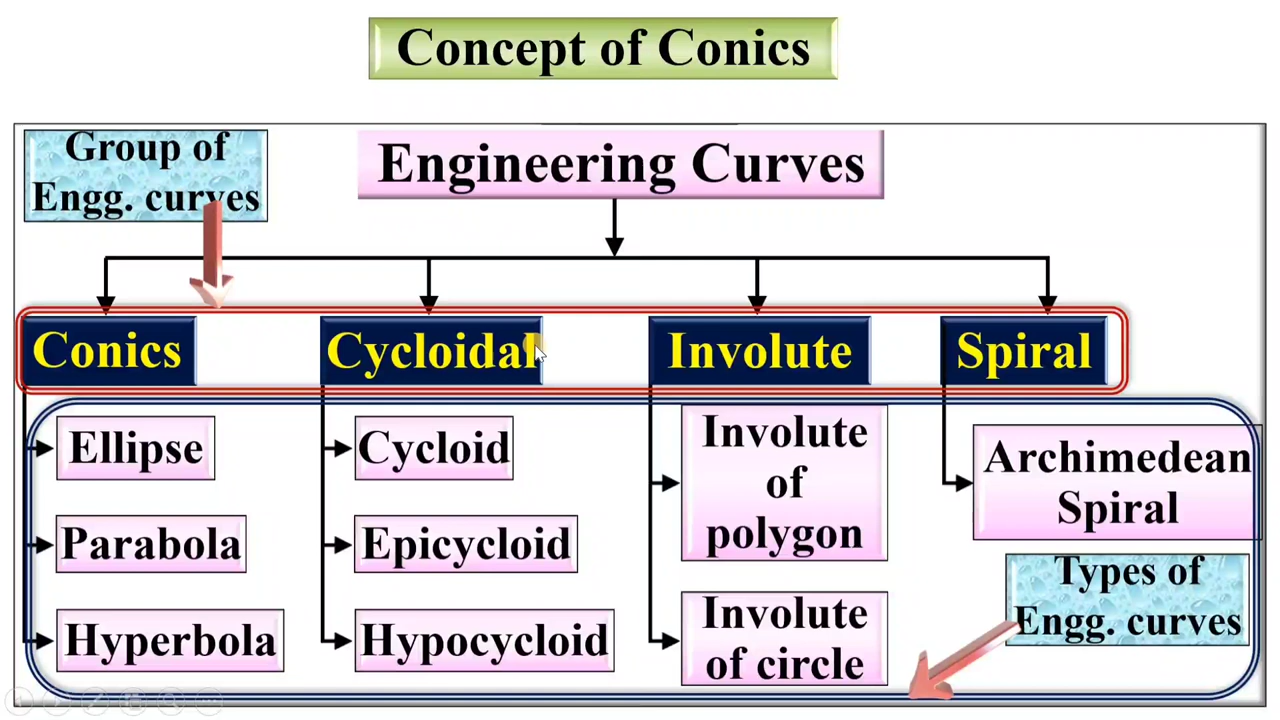 Concept of Conics
Group of
Engg. curves
Engineering Curves
Conics
Cycloidal
Involute
Spiral
Ellipse
Parabola
Hyperbola
Cycloid
Epicycloid
Hypocycloid
Involute
of
polygon
Involute
of circle
Archimedean
Spiral
Types of
Engg. curves